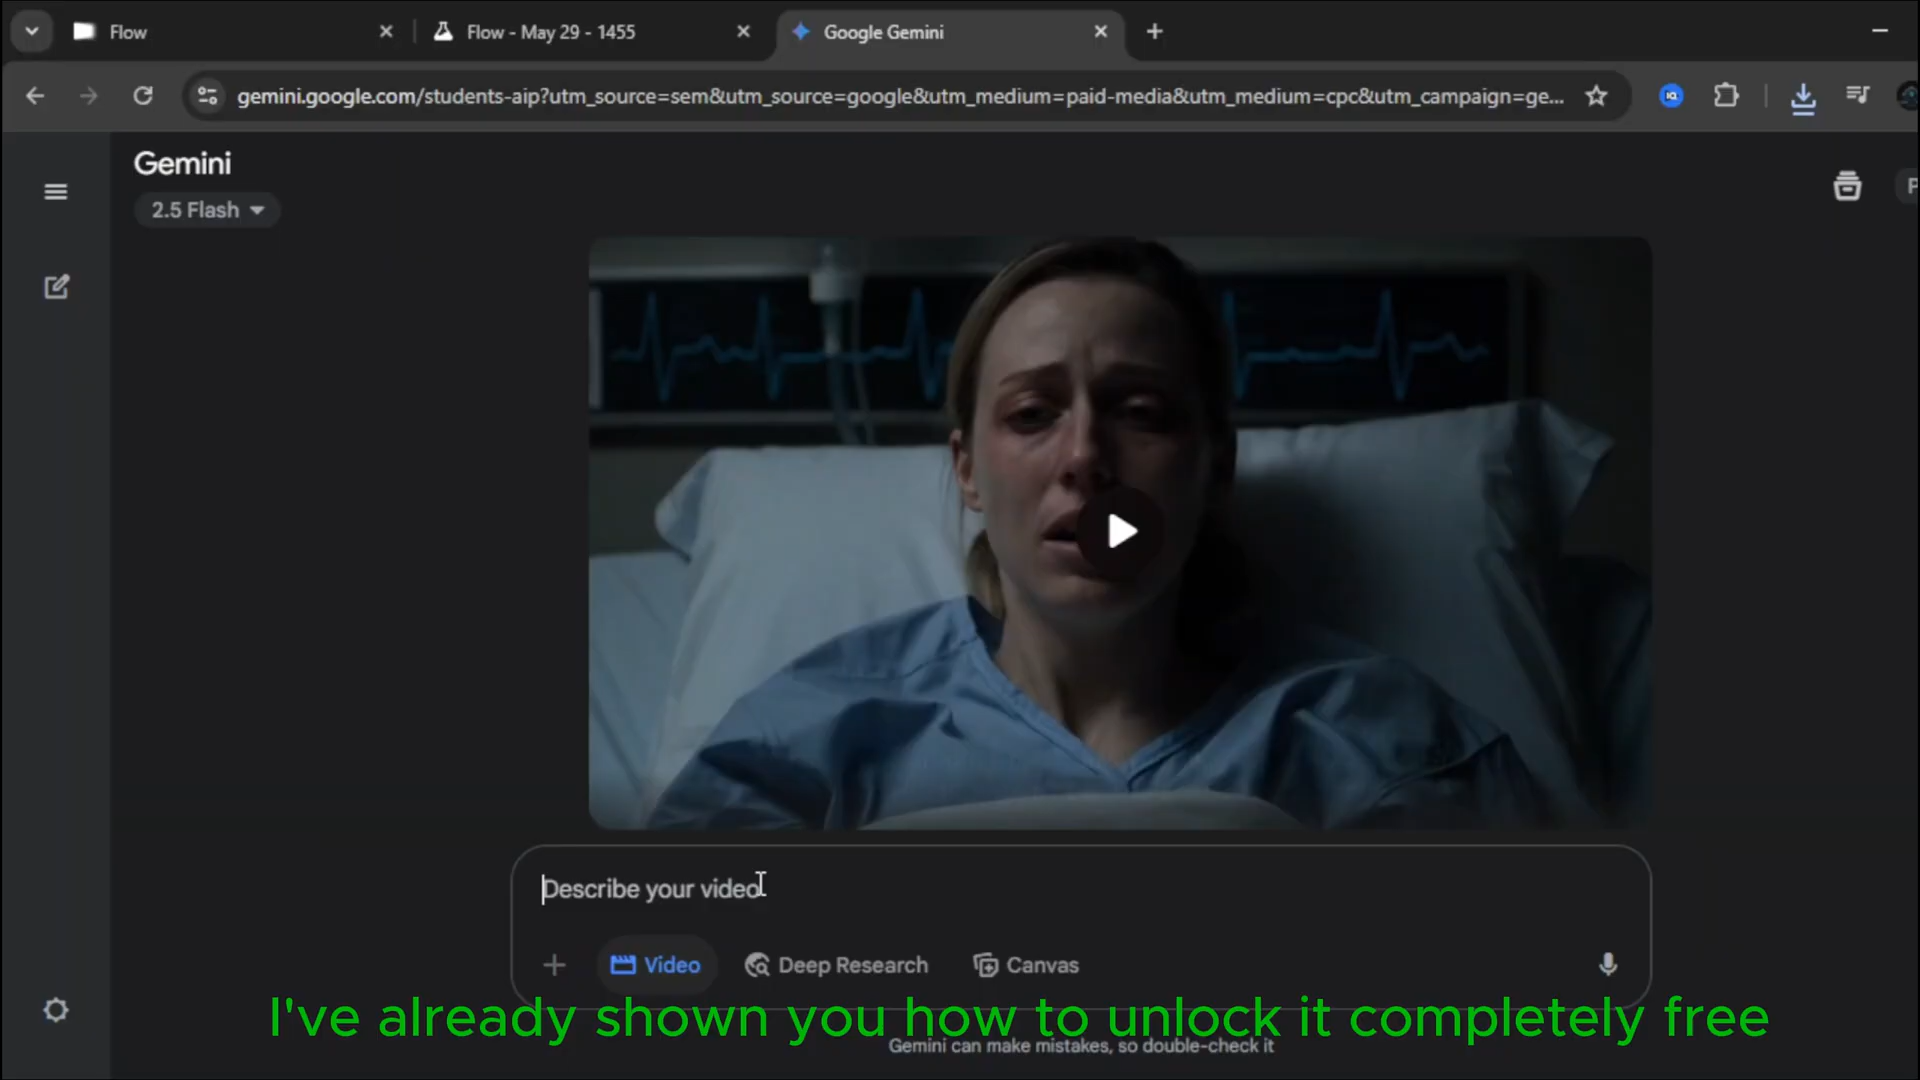 Flow
Flow - May 29 - 1455
Google Gemini
gemini.google.com/students-aip?utm_source=sem&utm_source=google&utm_medium=paid-media&utm_medium=cpc&utm_campaign=ge...
Gemini
2.5 Flash
P
Describe your video
Video
Deep Research
Canvas
I've already shown you how to unlock it completely free
Gemini can make mistakes, so double-check it